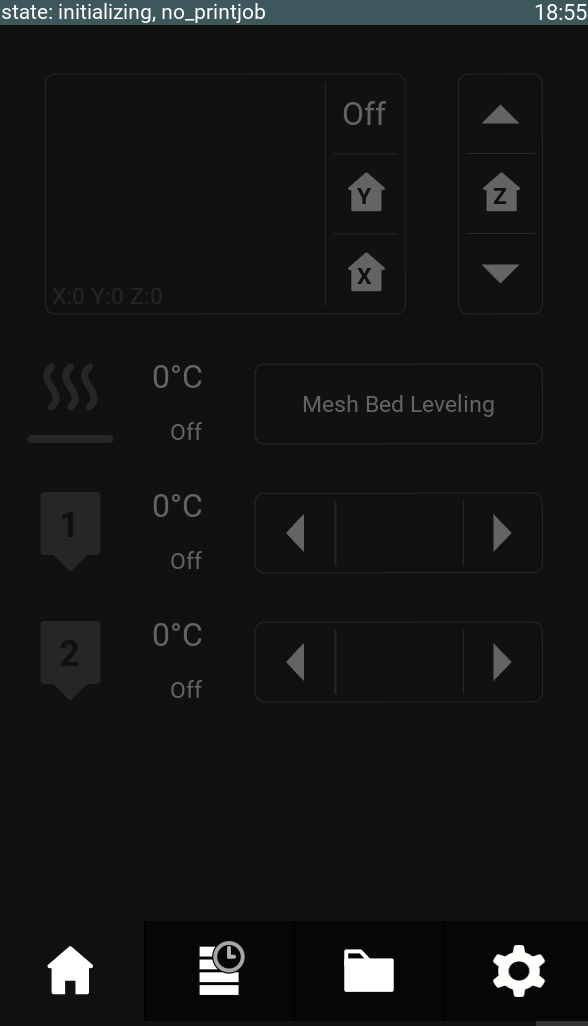 state: initializing, no_printjob 18:55
Off
Y
Z
X
X:0 Y:0 Z:0
0°C
Off
Mesh Bed Leveling
1
0°C
Off
2
0°C
Off